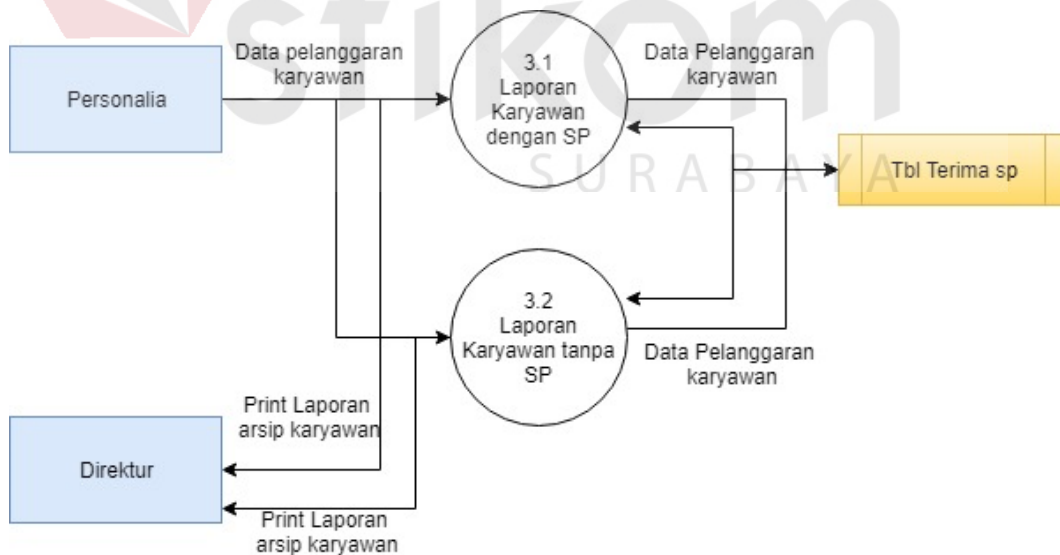 stikom
SURABAYA
Personalia
Data pelanggaran
karyawan
3.1
Laporan
Karyawan
dengan SP
Data Pelanggaran
karyawan
Tbl Terima sp
3.2
Laporan
Karyawan tanpa
SP
Data Pelanggaran
karyawan
Print Laporan
arsip karyawan
Direktur
Print Laporan
arsip karyawan